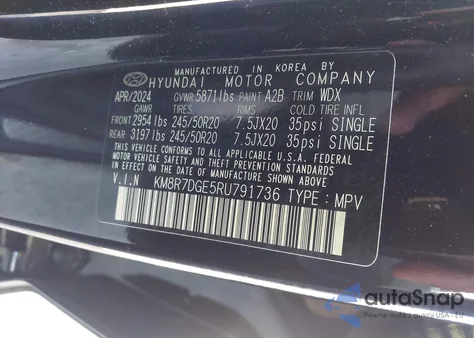 MANUFACTURED IN KOREA BY
HYUNDAI MOTOR COMPANY
APR/2024 GVWR 5871lbs PAINT A2B TRIM WDX
GAWR TIRES RIMS COLD TIRE INFL
FRONT 2954lbs 245/50R20 7.5JX20 35psi SINGLE
REAR 3197lbs 245/50R20 7.5JX20 35psi SINGLE
THIS VEHICLE CONFORMS TO ALL APPLICABLE U.S.A. FEDERAL
MOTOR VEHICLE SAFETY, BUMPER, AND THEFT PREVENTION STANDARDS
IN EFFECT ON THE DATE OF MANUFACTURE SHOWN ABOVE.
V.I.N KM8R7DGE5RU791736 TYPE : MPV
autoSnap